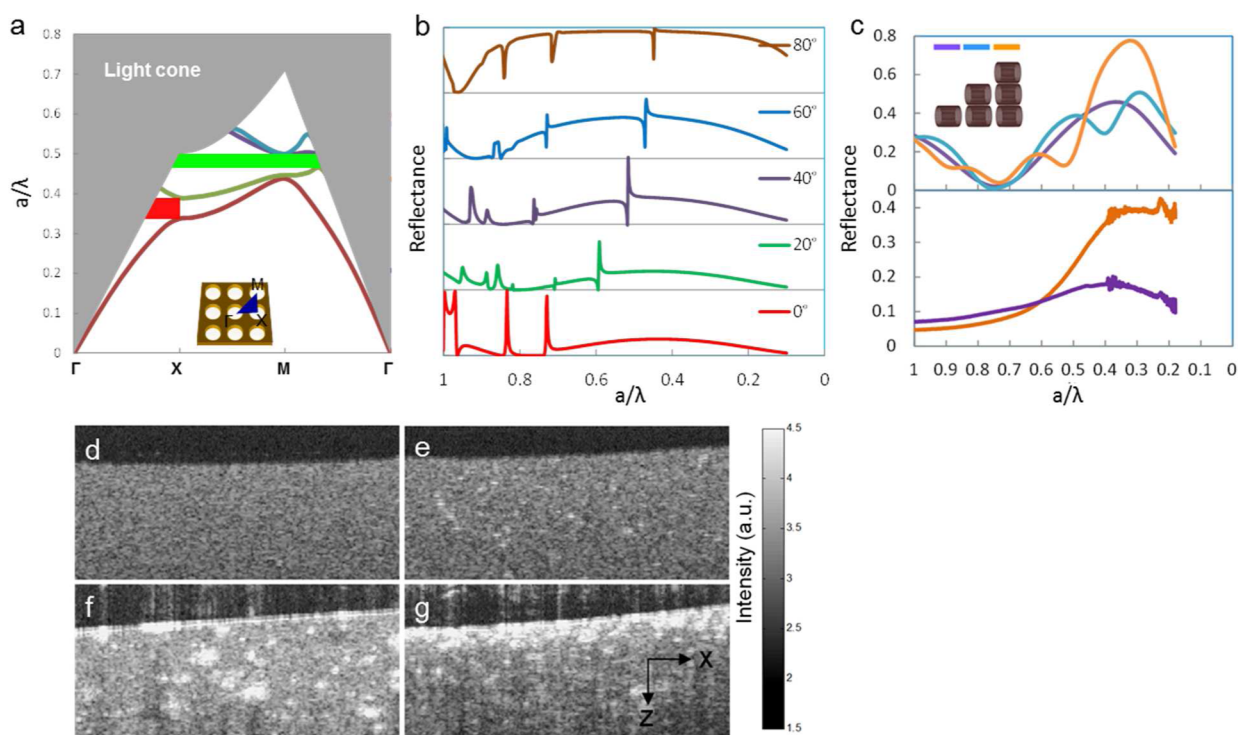 a
0.8
0.7
0.6
0.5
0.4
0.3
0.2
0.1
0
a/λ
Light cone
M
Γ
X
Γ
X
M
Γ
b
Reflectance
80°
60°
40°
20°
0°
1
0.8
0.6
0.4
0.2
0
a/λ
c
Reflectance
0.8
0.6
0.4
0.2
0
0.4
0.3
0.2
0.1
0
1
0.9
0.8
0.7
0.6
0.5
0.4
0.3
0.2
0.1
0
a/λ
d
e
f
g
X
Z
Intensity (a.u.)
4.5
4
3.5
3
2.5
2
1.5